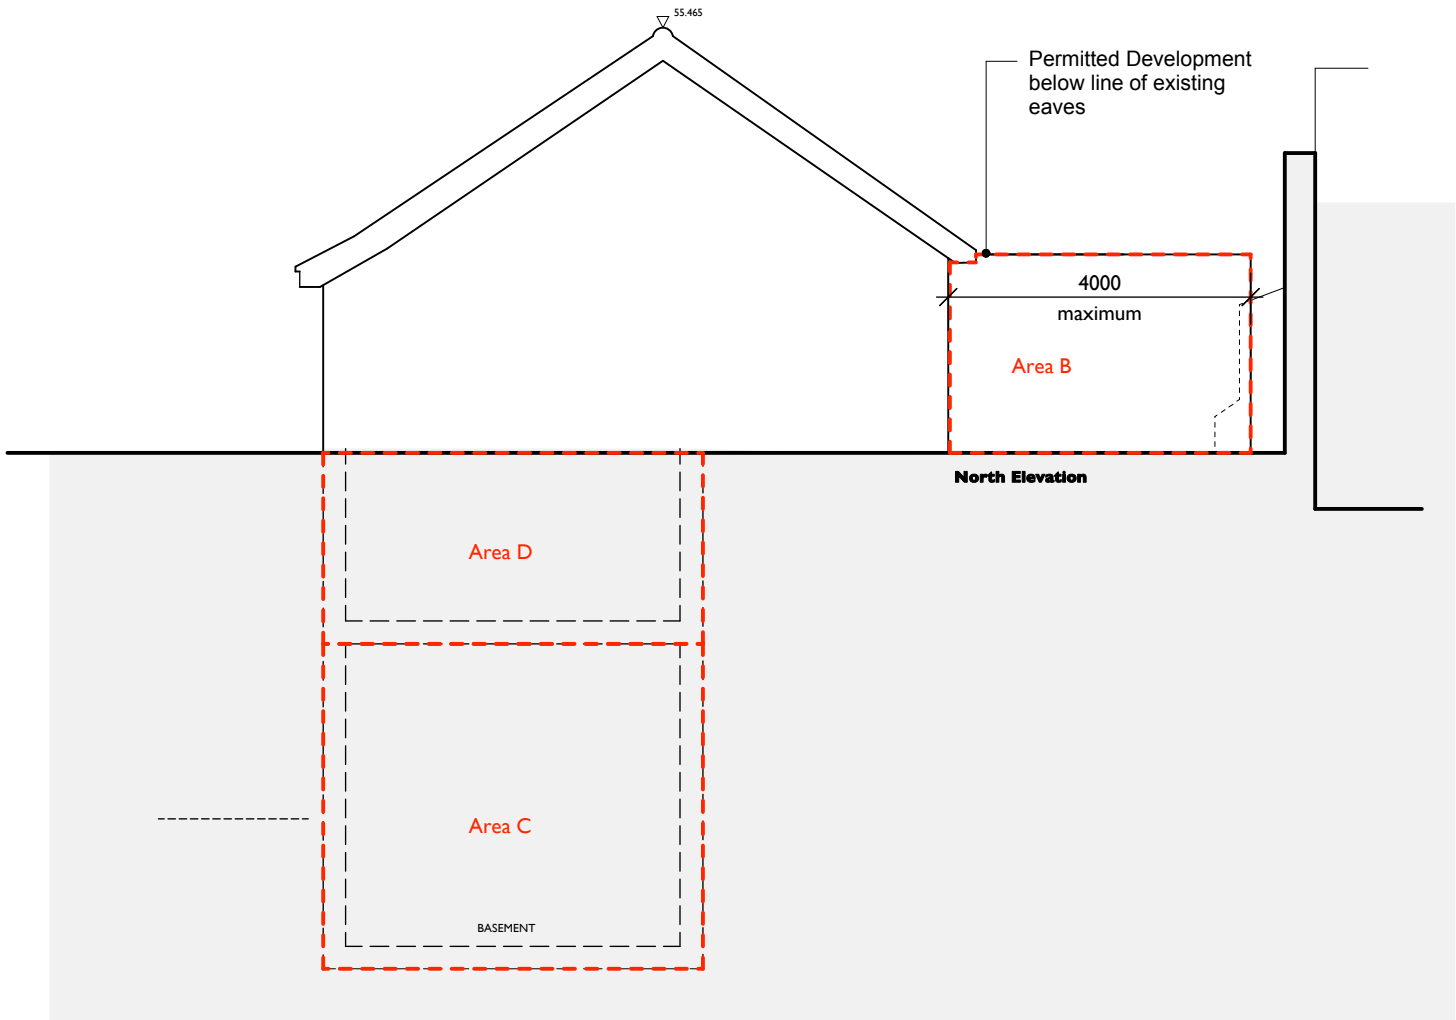 55.465
Permitted Development
below line of existing
eaves
4000
maximum
Area B
North Elevation
Area D
Area C
BASEMENT